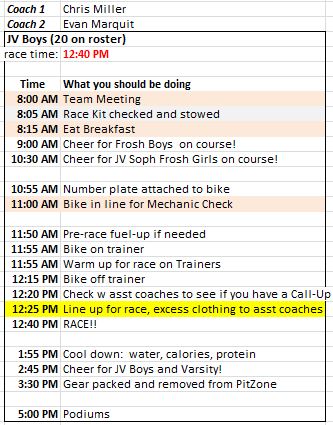 Coach 1 Chris Miller
Coach 2 Evan Marquit
JV Boys (20 on roster)
race time: 12:40 PM
Time What you should be doing
8:00 AM Team Meeting
8:05 AM Race Kit checked and stowed
8:15 AM Eat Breakfast
9:00 AM Cheer for Frosh Boys on course!
10:30 AM Cheer for JV Soph Frosh Girls on course!
10:55 AM Number plate attached to bike
11:00 AM Bike in line for Mechanic Check
11:50 AM Pre-race fuel-up if needed
11:55 AM Bike on trainer
11:55 AM Warm up for race on Trainers
12:15 PM Bike off trainer
12:20 PM Check w asst coaches to see if you have a Call-Up
12:25 PM Line up for race, excess clothing to asst coaches
12:40 PM RACE!!
1:55 PM Cool down: water, calories, protein
2:45 PM Cheer for JV Boys and Varsity!
3:30 PM Gear packed and removed from PitZone
5:00 PM Podiums